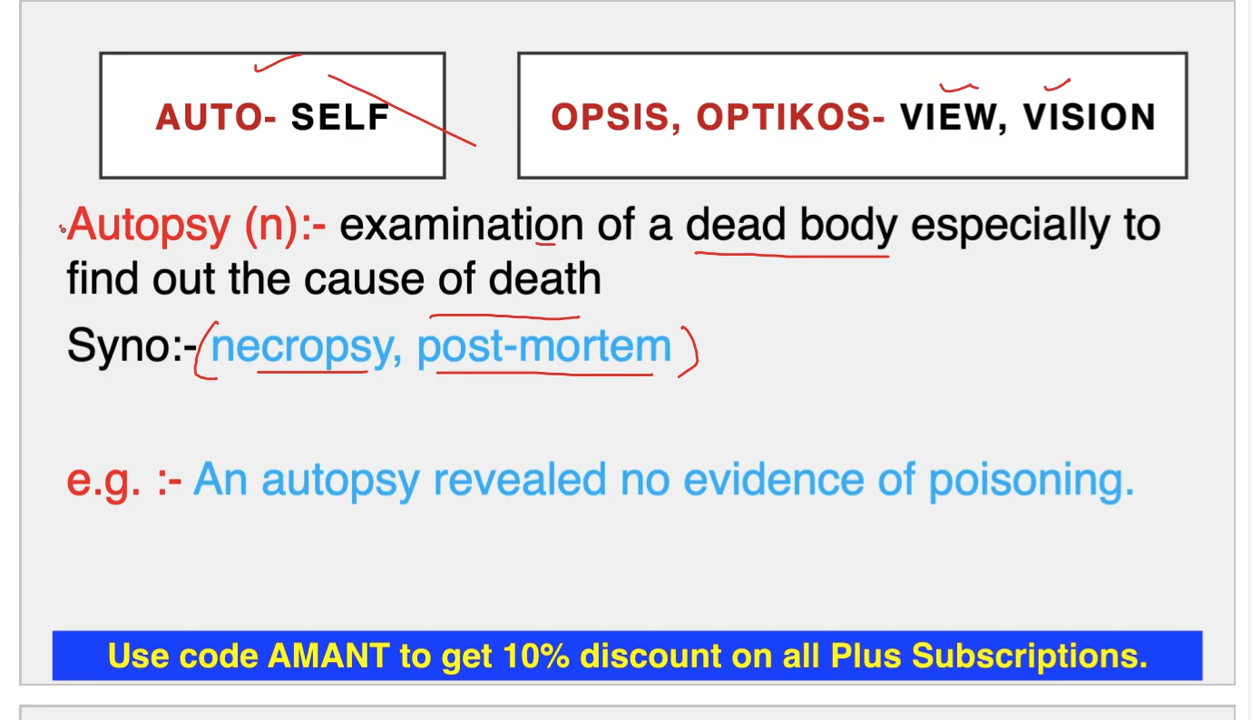 AUTO- SELF
OPSIS, OPTIKOS- VIEW, VISION
Autopsy (n):- examination of a dead body especially to
find out the cause of death
Syno:- necropsy, post-mortem
e.g. :- An autopsy revealed no evidence of poisoning.
Use code AMANT to get 10% discount on all Plus Subscriptions.